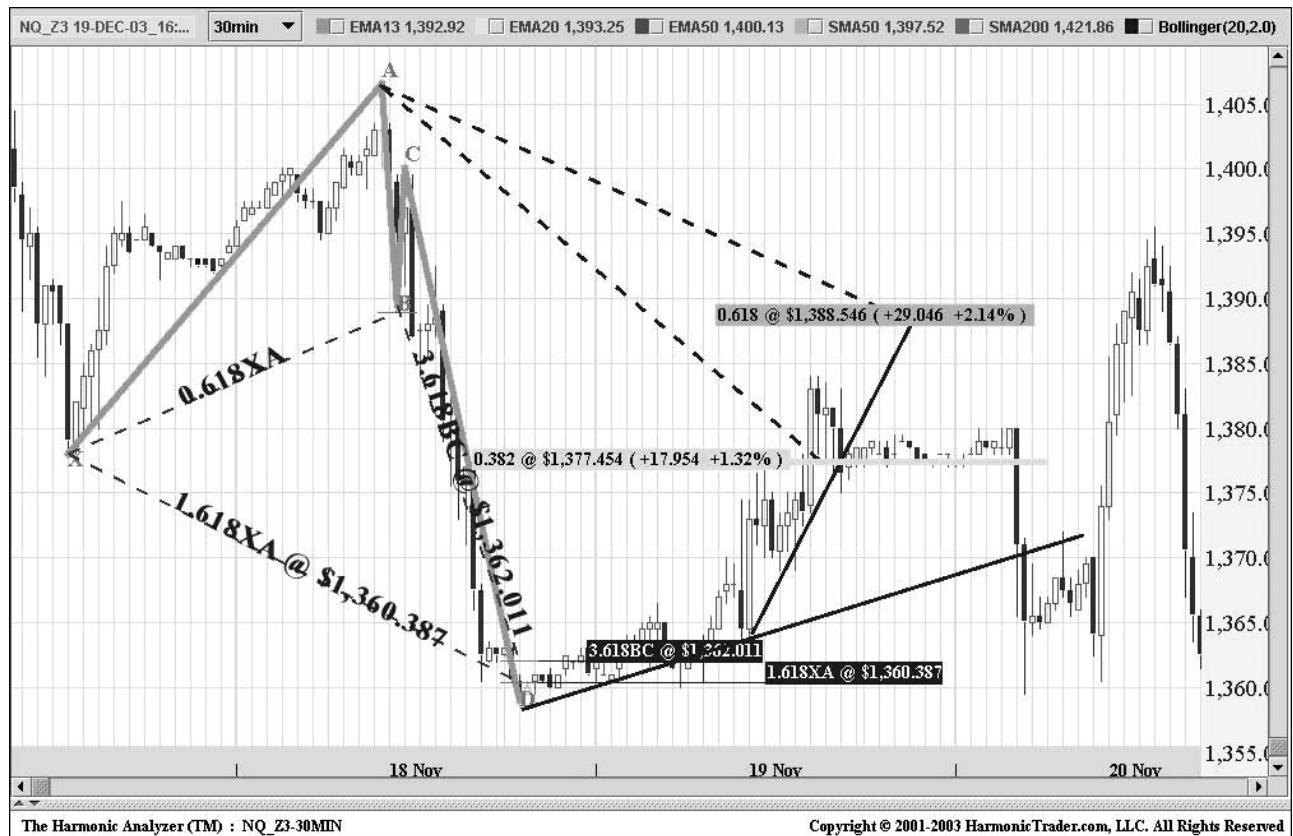 NQ_Z3 19-DEC-03_16:... 30min EMA13 1,392.92 EMA20 1,393.25 EMA50 1,400.13 SMA50 1,397.52 SMA200 1,421.86 Bollinger(20,2.0)
A
1,405.0
C
1,400.0
1,395.0
1,390.0
B
0.618 @ $1,388.546 ( +29.046 +2.14% )
1,385.0
0.618XA
1,380.0
X
0.382 @ $1,377.454 ( +17.954 +1.32% )
1,375.0
3.618BC @ $1,362.011
1.618XA @ $1,360.387
1,370.0
1,365.0
3.618BC @ $1,362.011
1.618XA @ $1,360.387
1,360.0
D
1,355.0
18 Nov 19 Nov 20 Nov
The Harmonic Analyzer (TM) : NQ_Z3-30MIN
Copyright © 2001-2003 HarmonicTrader.com, LLC. All Rights Reserved